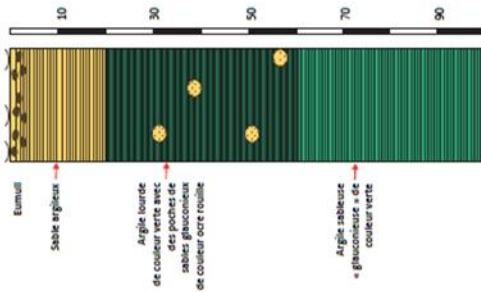 10
30
50
70
90
Eumull
Sable argileux
Argile lourde
de couleur verte avec
des poches de
sables glauconieux
de couleur ocre rouille
Argile sableuse
« glauconieuse » de
couleur verte